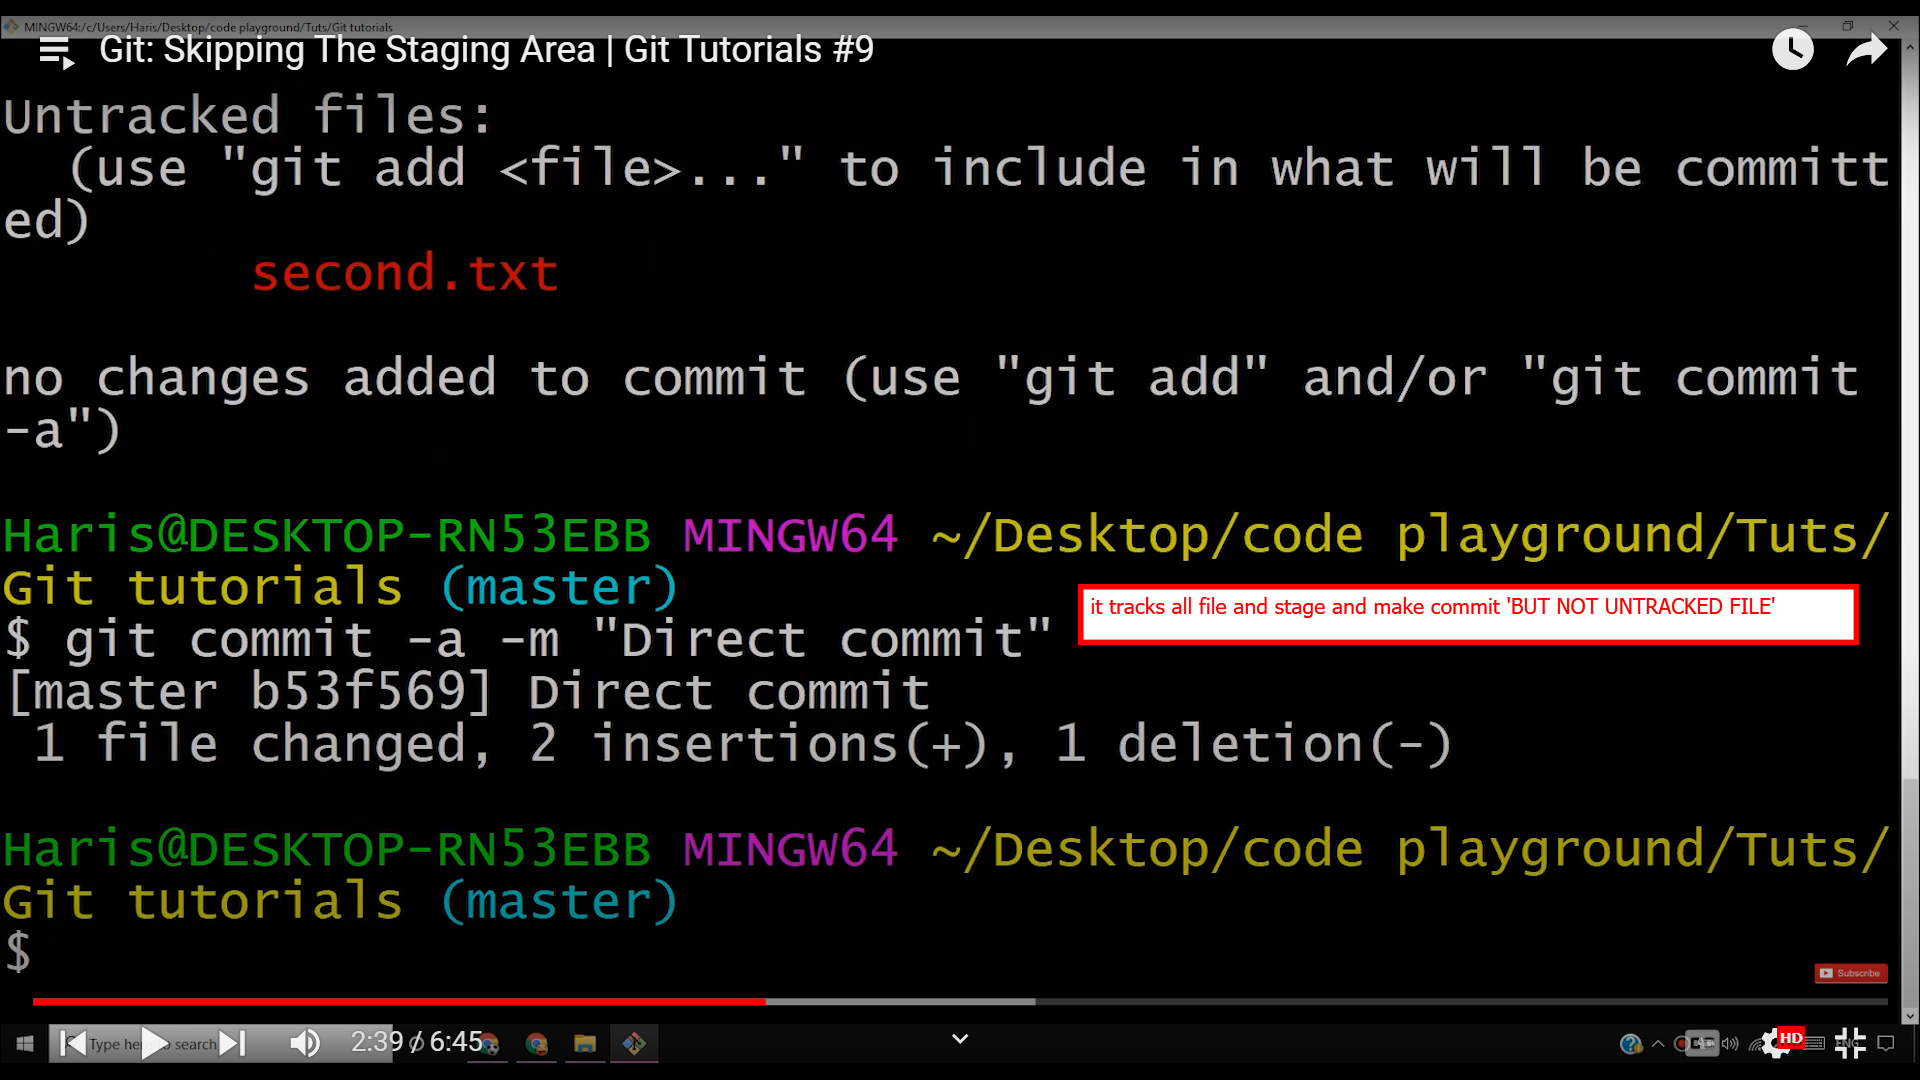 MINGW64:/c/Users/Haris/Desktop/code playground/Tuts/Git tutorials
Git: Skipping The Staging Area | Git Tutorials #9
Untracked files:
(use "git add <file>..." to include in what will be committ
ed)
second.txt
no changes added to commit (use "git add" and/or "git commit
-a")
Haris@DESKTOP-RN53EBB MINGW64 ~/Desktop/code playground/Tuts/
Git tutorials (master)
it tracks all file and stage and make commit 'BUT NOT UNTRACKED FILE'
$ git commit -a -m "Direct commit"
[master b53f569] Direct commit
1 file changed, 2 insertions(+), 1 deletion(-)
Haris@DESKTOP-RN53EBB MINGW64 ~/Desktop/code playground/Tuts/
Git tutorials (master)
$
Subscribe
Type here search
2:39 / 6:45
HD